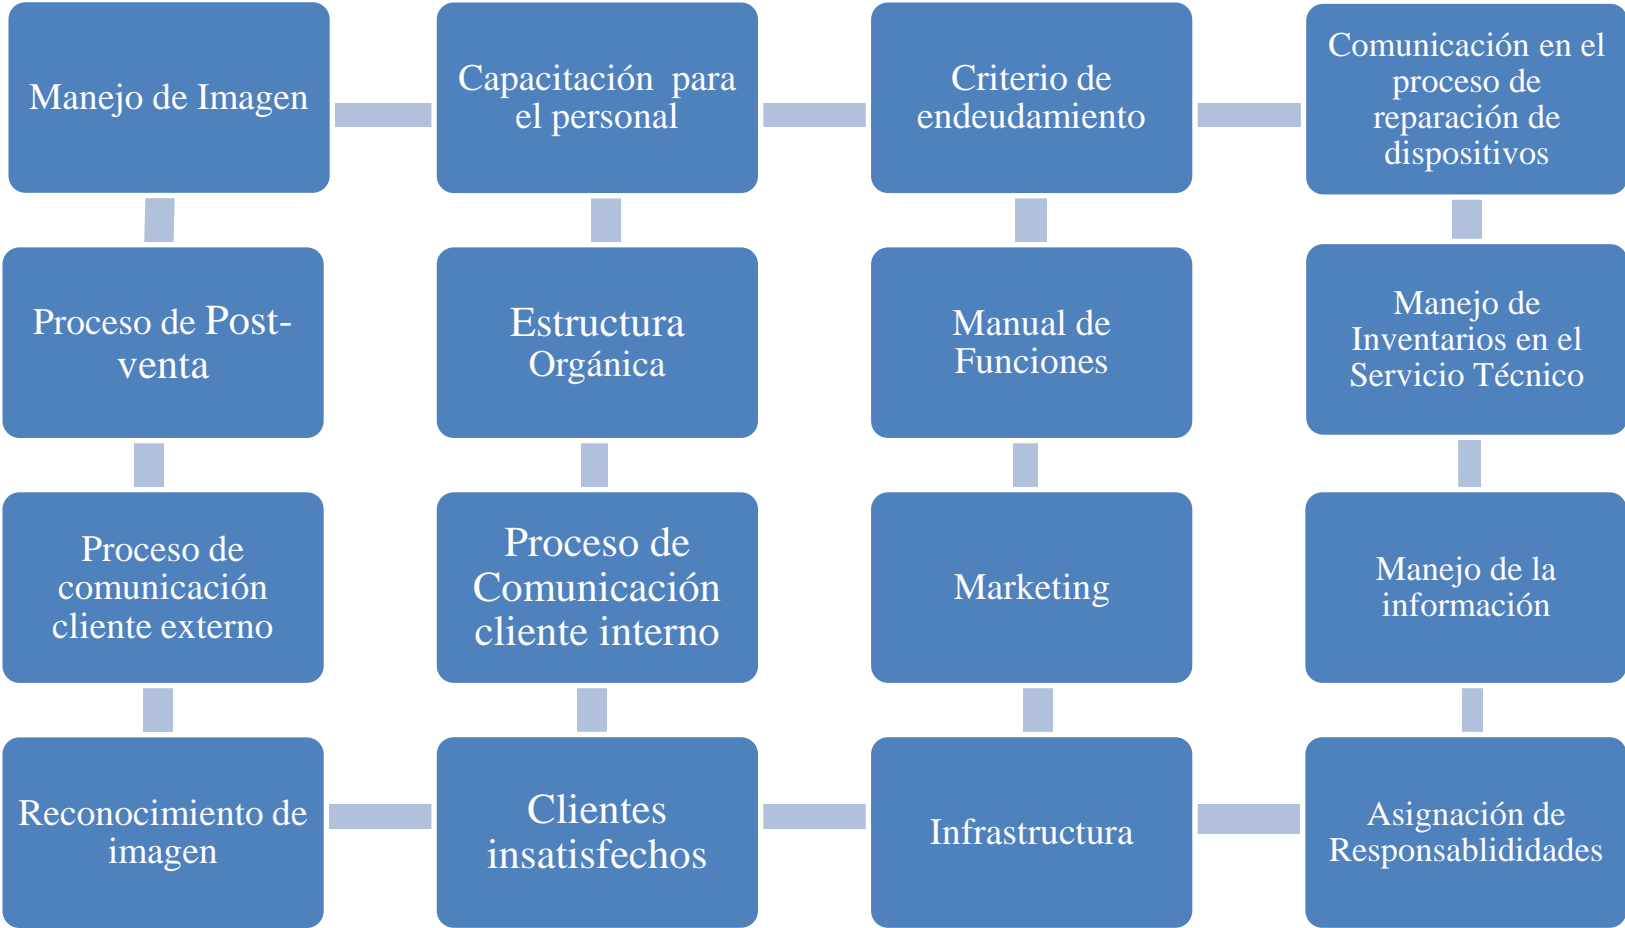 Manejo de Imagen
Capacitación para
el personal
Criterio de
endeudamiento
Comunicación en el
proceso de
reparación de
dispositivos
Proceso de Post-
venta
Estructura
Orgánica
Manual de
Funciones
Manejo de
Inventarios en el
Servicio Técnico
Proceso de
comunicación
cliente externo
Proceso de
Comunicación
cliente interno
Marketing
Manejo de la
información
Reconocimiento de
imagen
Clientes
insatisfechos
Infrastructura
Asignación de
Responsablididades